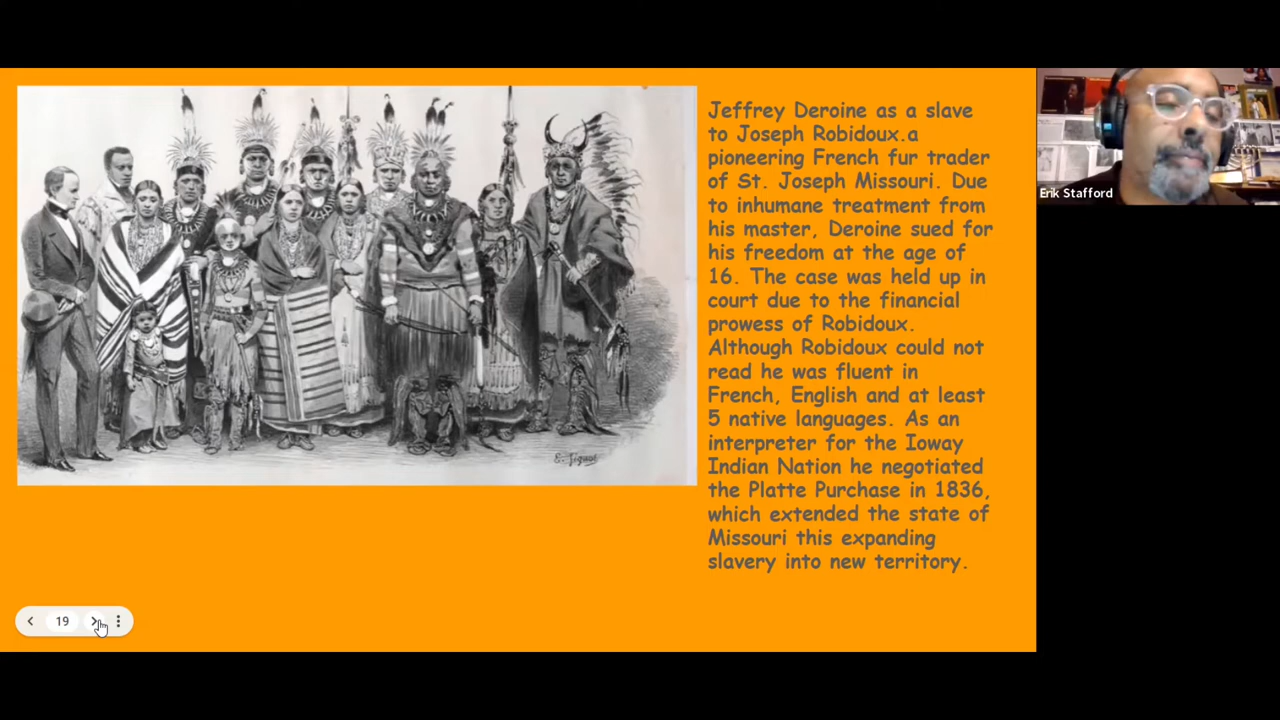 Jeffrey Deroine as a slave
to Joseph Robidoux.a
pioneering French fur trader
of St. Joseph Missouri. Due
to inhumane treatment from
his master, Deroine sued for
his freedom at the age of
16. The case was held up in
court due to the financial
prowess of Robidoux.
Although Robidoux could not
read he was fluent in
French, English and at least
5 native languages. As an
interpreter for the Ioway
Indian Nation he negotiated
the Platte Purchase in 1836,
which extended the state of
Missouri this expanding
slavery into new territory.
Erik Stafford
19